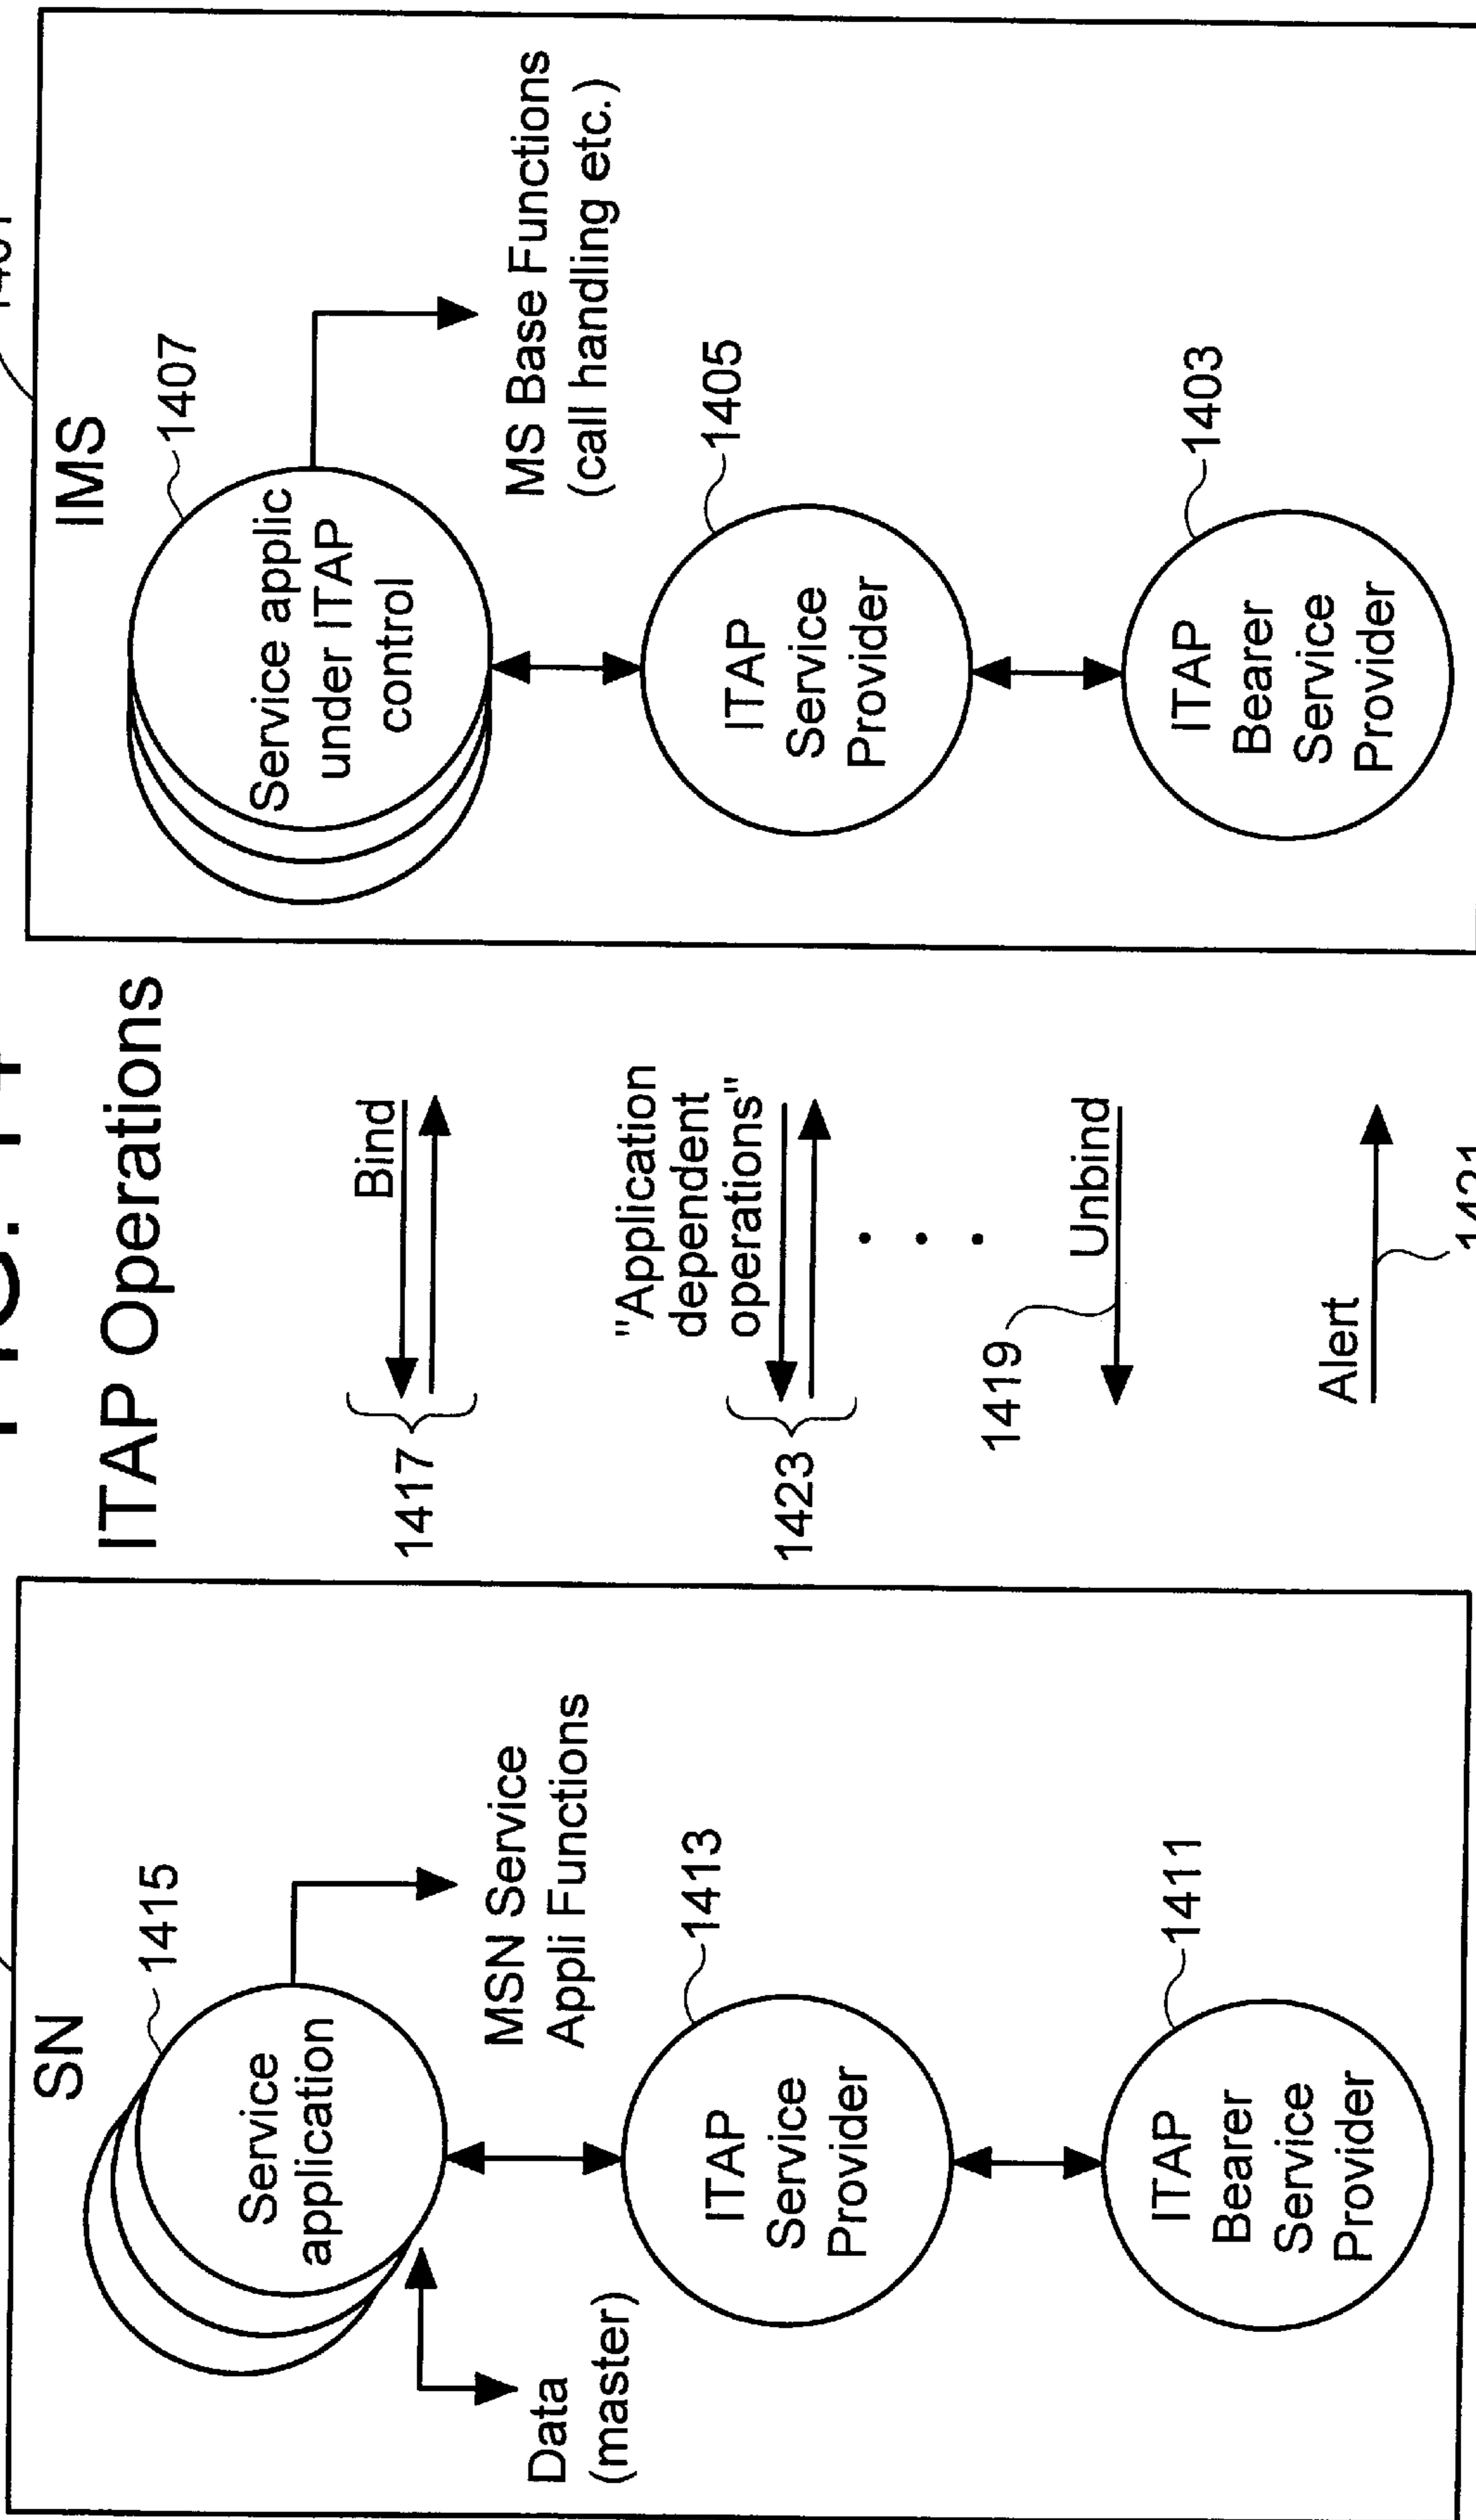 ITAP Operations
SN
1415
Service
application
MSN Service
Appli Functions
Data
(master)
1413
ITAP
Service
Provider
1411
ITAP
Bearer
Service
Provider
Bind
1417
"Application
dependent
operations"
1423
Unbind
1419
Alert
IMS
1407
Service applic
under ITAP
control
MS Base Functions
(call handling etc.)
1405
ITAP
Service
Provider
1403
ITAP
Bearer
Service
Provider